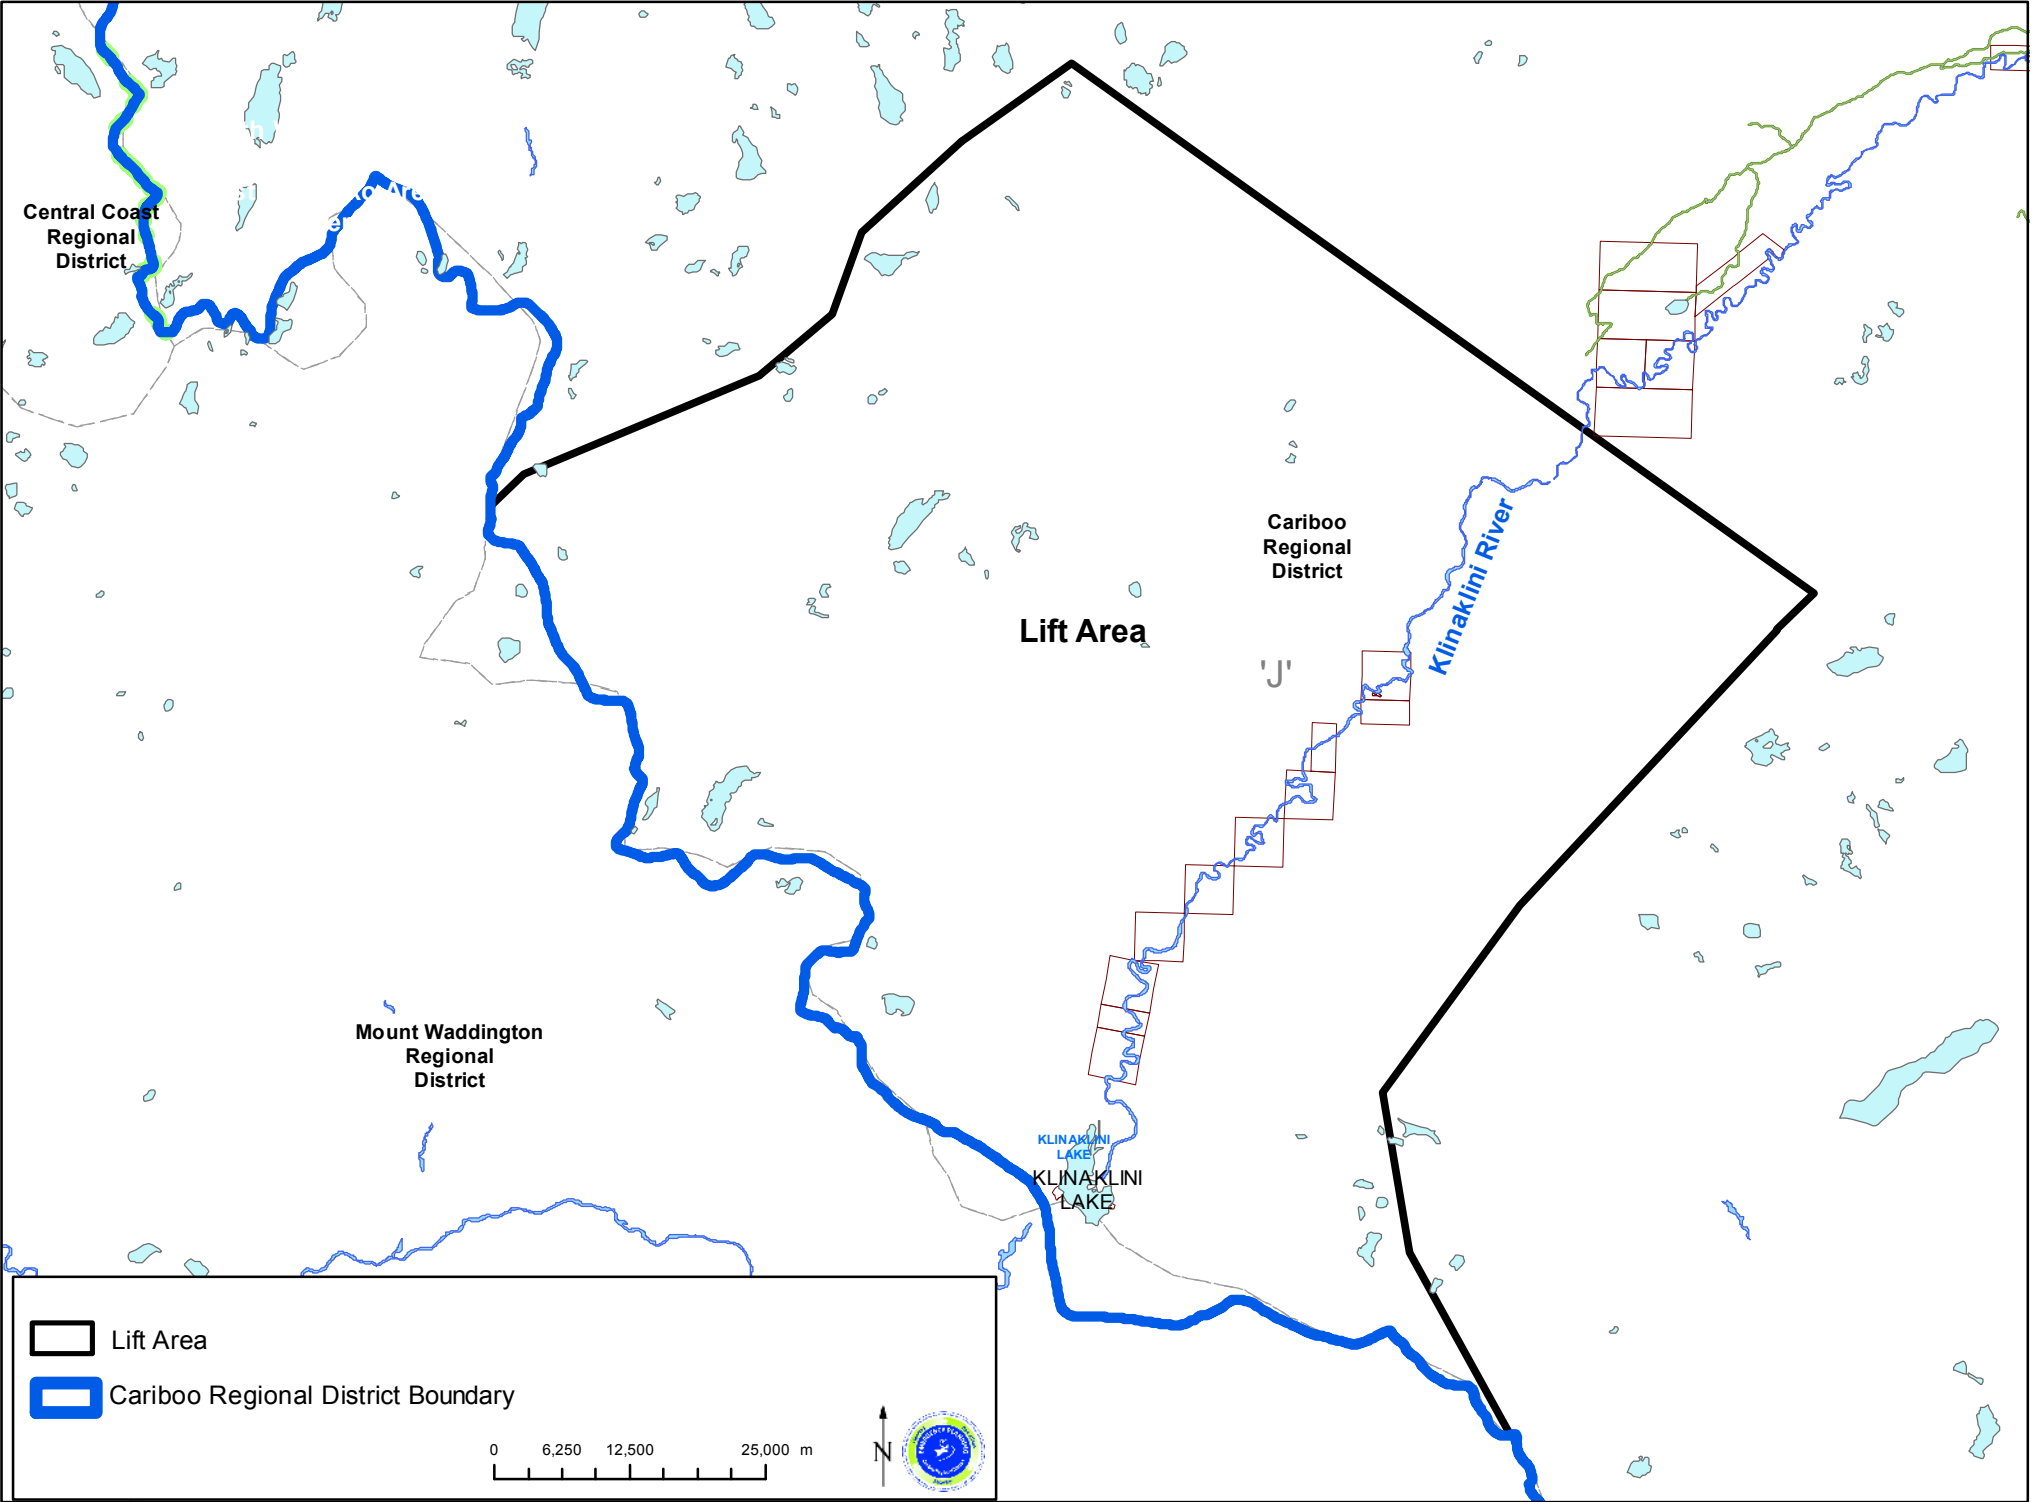 Central Coast
Regional
District
Cariboo
Regional
District
Klinaklini River
Lift Area
'J'
Mount Waddington
Regional
District
KLINAKLINI
LAKE
KLINAKLINI
LAKE
Lift Area
Cariboo Regional District Boundary
0 6,250 12,500 25,000 m
N